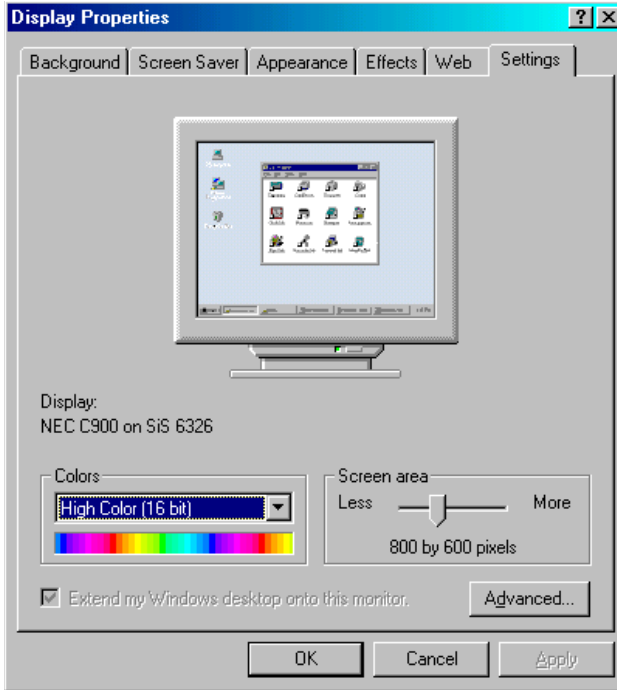 Display Properties
Background Screen Saver Appearance Effects Web Settings
Display:
NEC C900 on SiS 6326
Colors
High Color (16 bit)
Screen area
Less More
800 by 600 pixels
Extend my Windows desktop onto this monitor.
Advanced...
OK Cancel Apply